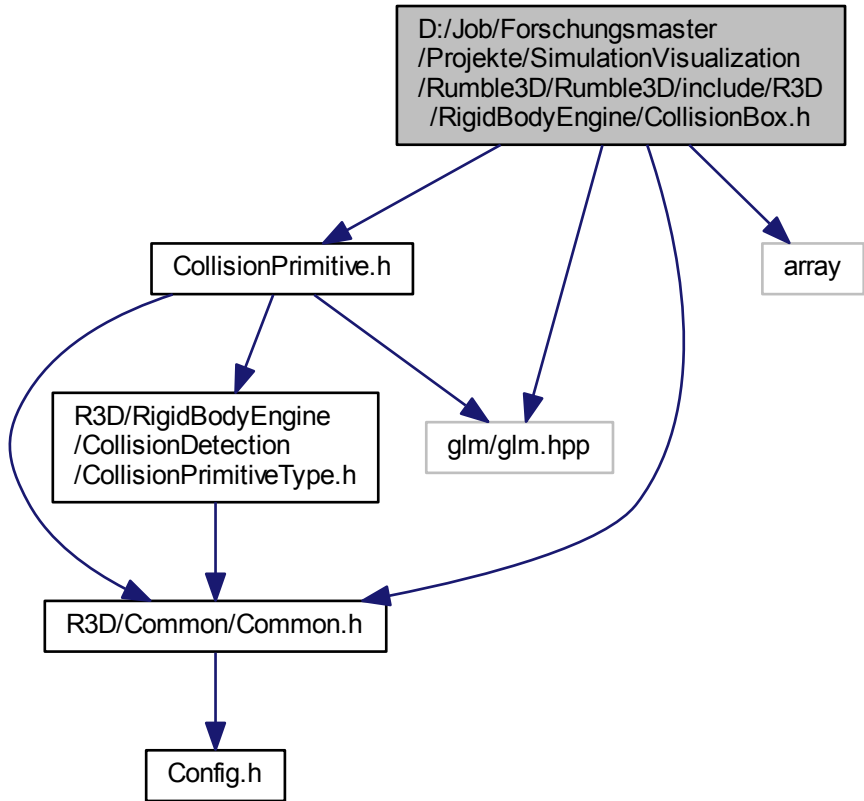 D:/Job/Forschungsmaster
/Projekte/SimulationVisualization
/Rumble3D/Rumble3D/include/R3D
/RigidBodyEngine/CollisionBox.h
CollisionPrimitive.h
array
R3D/RigidBodyEngine
/CollisionDetection
/CollisionPrimitiveType.h
glm/glm.hpp
R3D/Common/Common.h
Config.h